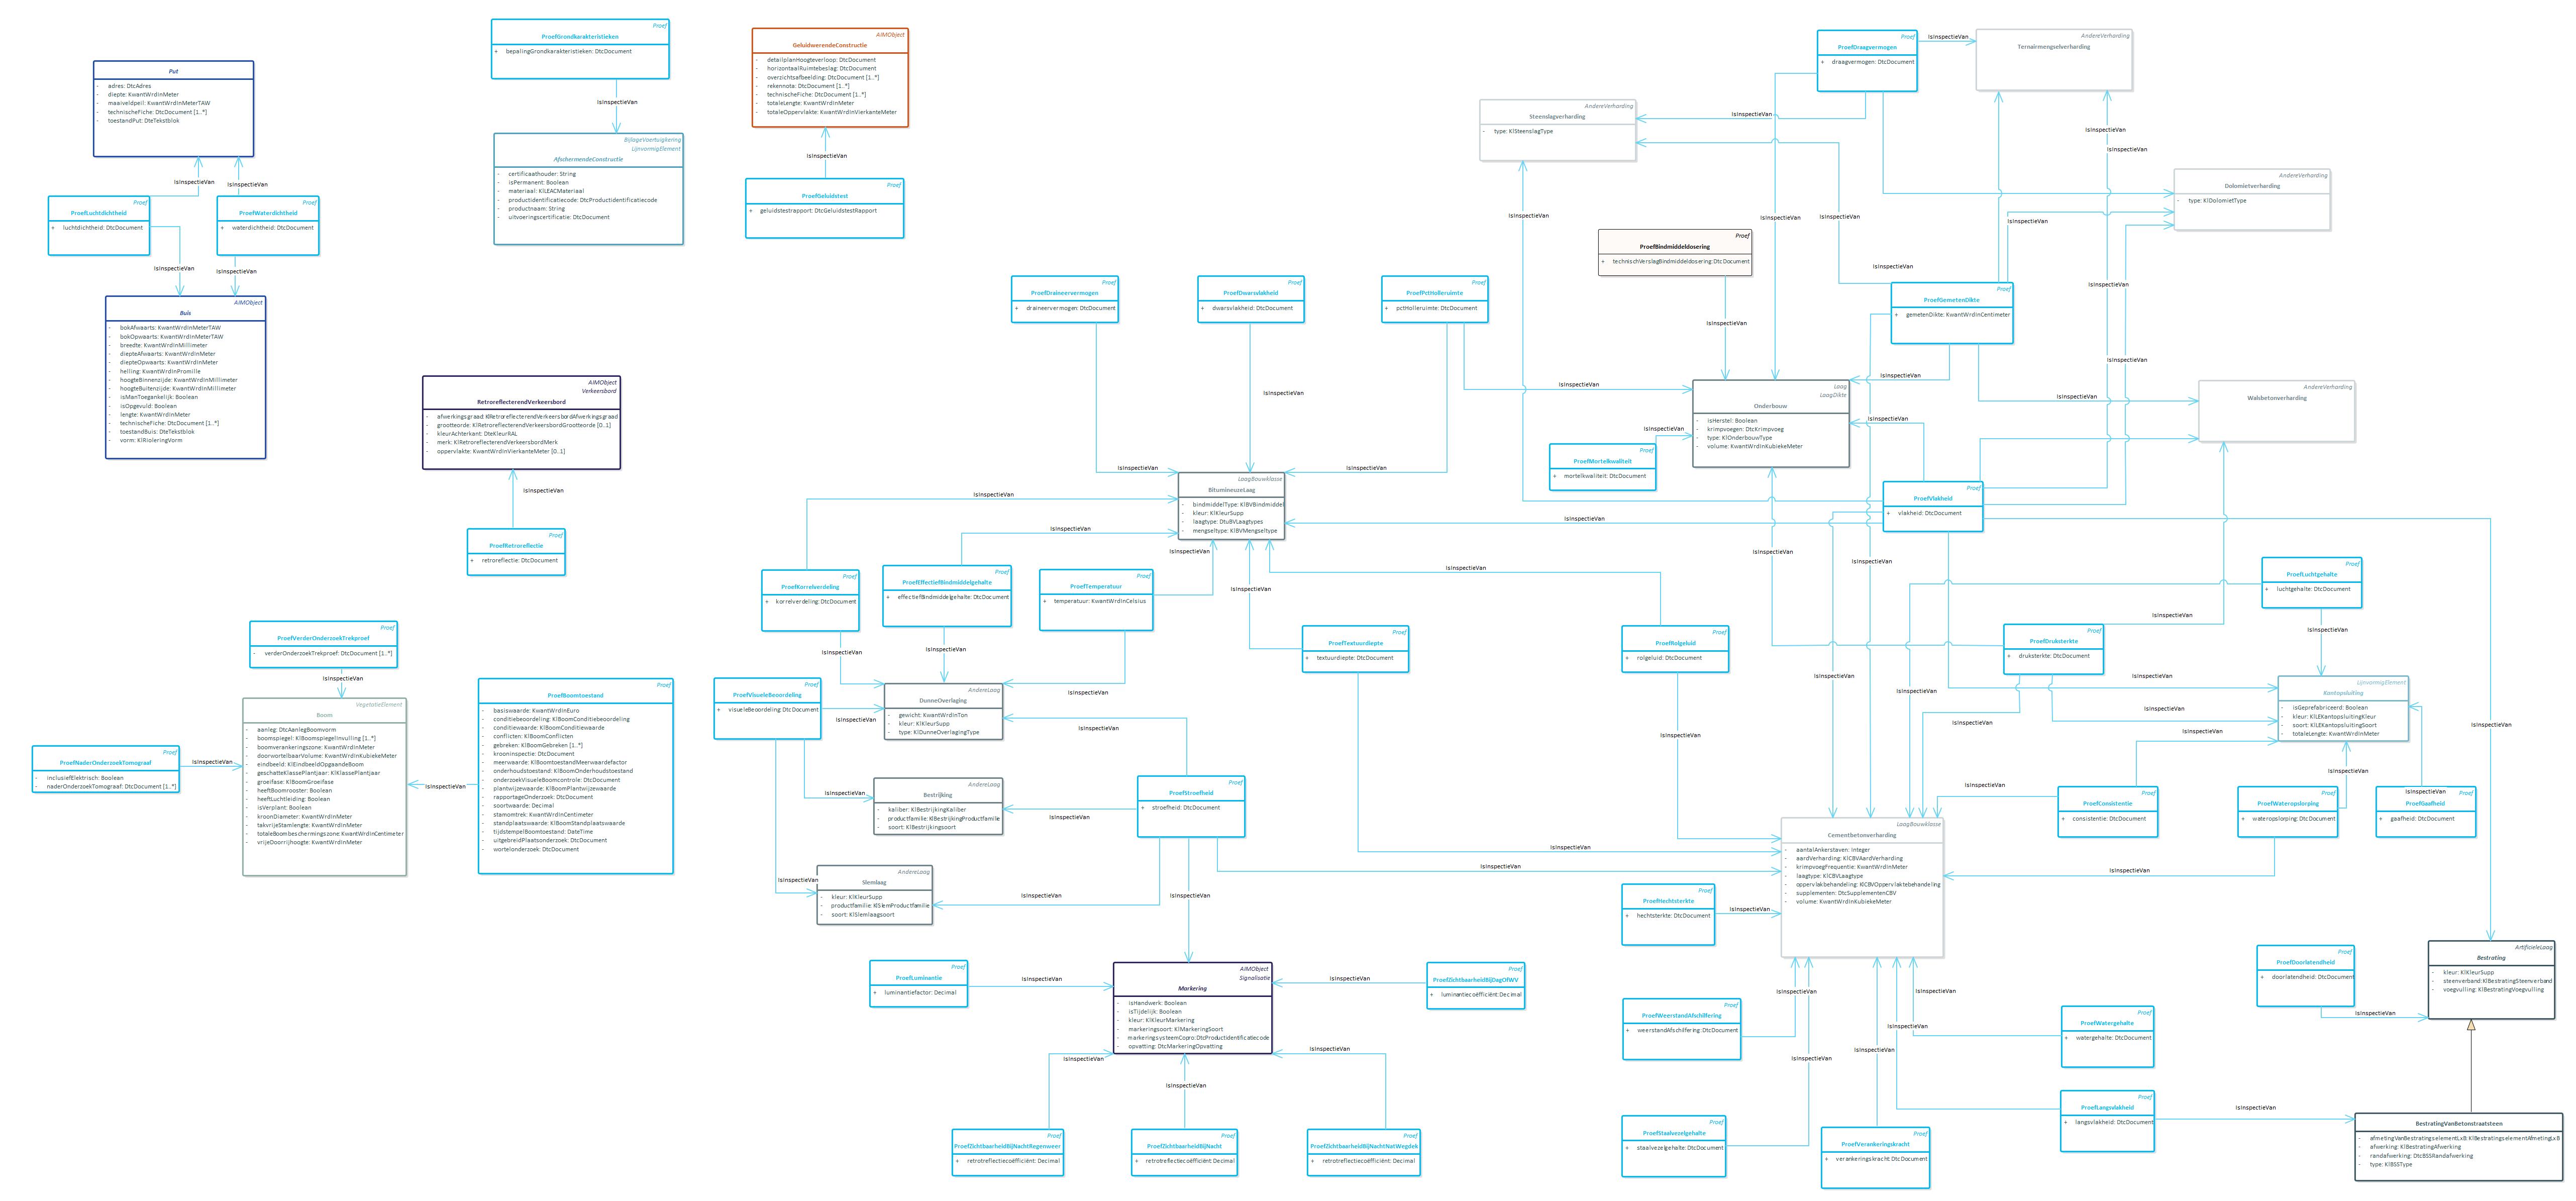 Proef
ProefGrondkarakteristieken
+ bepalingGrondkarakteristieken: DtcDocument
IsInspectieVan
BijlageVoertuigkering
LijnvormigElement
AfschermendeConstructie
- certificaathouder: String
- isPermanent: Boolean
- materiaal: KlLEACMateriaal
- productidentificatiecode: DtcProductidentificatiecode
- productnaam: String
- uitvoeringscertificatie: DtcDocument
AIMObject
GeluidwerendeConstructie
- detailplanHoogteverloop: DtcDocument
- horizontaalRuimtebeslag: DtcDocument
- overzichtsafbeelding: DtcDocument [1..*]
- rekennota: DtcDocument [1..*]
- technischeFiche: DtcDocument [1..*]
- totaleLengte: KwantWrdInMeter
- totaleOppervlakte: KwantWrdInVierkanteMeter
IsInspectieVan
Proef
ProefGeluidstest
+ geluidstestrapport: DtcGeluidstestRapport
Put
- adres: DtcAdres
- diepte: KwantWrdInMeter
- maaiveldpeil: KwantWrdInMeterTAW
- technischeFiche: DtcDocument [1..*]
- toestandPut: DteTekstblok
IsInspectieVan
IsInspectieVan
Proef
ProefLuchtdichtheid
+ luchtdichtheid: DtcDocument
Proef
ProefWaterdichtheid
+ waterdichtheid: DtcDocument
IsInspectieVan
IsInspectieVan
AIMObject
Buis
- bokAfwaarts: KwantWrdInMeterTAW
- bokOpwaarts: KwantWrdInMeterTAW
- breedte: KwantWrdInMillimeter
- diepteAfwaarts: KwantWrdInMeter
- diepteOpwaarts: KwantWrdInMeter
- helling: KwantWrdInPromille
- hoogteBinnenzijde: KwantWrdInMillimeter
- hoogteBuitenzijde: KwantWrdInMillimeter
- isManToegankelijk: Boolean
- isOpgevuld: Boolean
- lengte: KwantWrdInMeter
- technischeFiche: DtcDocument [1..*]
- toestandBuis: DteTekstblok
- vorm: KlRioleringVorm
AIMObject
Verkeersbord
RetroreflecterendVerkeersbord
- afwerkingsgraad: KlRetroreflecterendVerkeersbordAfwerkingsgraad
- grootteorde: KlRetroreflecterendVerkeersbordGrootteorde [0..1]
- kleurAchterkant: DteKleurRAL
- merk: KlRetroreflecterendVerkeersbordMerk
- oppervlakte: KwantWrdInVierkanteMeter [0..1]
IsInspectieVan
Proef
ProefRetroreflectie
+ retroreflectie: DtcDocument
Proef
ProefVerderOnderzoekTrekproef
- verderOnderzoekTrekproef: DtcDocument [1..*]
IsInspectieVan
VegetatieElement
Boom
- aanleg: DtcAanlegBoomvorm
- boomspiegel: KlBoomspiegelInvulling [1..*]
- boomverankeringszone: KwantWrdInMeter
- doorwortelbaarVolume: KwantWrdInKubiekeMeter
- eindbeeld: KlEindbeeldOpgaandeBoom
- geschatteKlassePlantjaar: KlKlassePlantjaar
- groeifase: KlBoomGroeifase
- heeftBoomrooster: Boolean
- heeftLuchtleiding: Boolean
- isVerplant: Boolean
- kroonDiameter: KwantWrdInMeter
- takvrijeStamlengte: KwantWrdInMeter
- totaleBoombeschermingszone: KwantWrdInCentimeter
- vrijeDoorrijhoogte: KwantWrdInMeter
Proef
ProefNaderOnderzoekTomograaf
- inclusiefElektrisch: Boolean
- naderOnderzoekTomograaf: DtcDocument [1..*]
IsInspectieVan
IsInspectieVan
Proef
ProefBoomtoestand
- basiswaarde: KwantWrdInEuro
- conditiebeoordeling: KlBoomConditiebeoordeling
- conditiewaarde: KlBoomConditiewaarde
- conflicten: KlBoomConflicten
- gebreken: KlBoomGebreken [1..*]
- krooninspectie: DtcDocument
- meerwaarde: KlBoomtoestandMeerwaardefactor
- onderhoudstoestand: KlBoomOnderhoudstoestand
- onderzoekVisueleBoomcontrole: DtcDocument
- plantwijzewaarde: KlBoomPlantwijzewaarde
- rapportageOnderzoek: DtcDocument
- soortwaarde: Decimal
- stamomtrek: KwantWrdInCentimeter
- standplaatswaarde: KlBoomStandplaatswaarde
- tijdstempelBoomtoestand: DateTime
- uitgebreidPlaatsonderzoek: DtcDocument
- wortelonderzoek: DtcDocument
Proef
ProefDraineervermogen
+ draineervermogen: DtcDocument
Proef
ProefDwarsvlakheid
+ dwarsvlakheid: DtcDocument
Proef
ProefPctHolleruimte
+ pctHolleruimte: DtcDocument
IsInspectieVan
IsInspectieVan
IsInspectieVan
IsInspectieVan
LaagBouwklasse
BitumineuzeLaag
- bindmiddelType: KlBVBindmiddel
- kleur: KlKleurSupp
- laagtype: DtuBVLaagtypes
- mengseltype: KlBVMengseltype
IsInspectieVan
IsInspectieVan
IsInspectieVan
IsInspectieVan
IsInspectieVan
IsInspectieVan
Proef
ProefKorrelverdeling
+ korrelverdeling: DtcDocument
Proef
ProefEffectiefBindmiddelgehalte
+ effectiefBindmiddelgehalte: DtcDocument
Proef
ProefTemperatuur
+ temperatuur: KwantWrdInCelsius
IsInspectieVan
IsInspectieVan
IsInspectieVan
Proef
ProefTextuurdiepte
+ textuurdiepte: DtcDocument
Proef
ProefRolgeluid
+ rolgeluid: DtcDocument
Proef
ProefVisueleBeoordeling
+ visueleBeoordeling: DtcDocument
IsInspectieVan
AndereLaag
DunneOverlaging
- gewicht: KwantWrdInTon
- kleur: KlKleurSupp
- type: KlDunneOverlagingType
IsInspectieVan
IsInspectieVan
AndereLaag
Bestrijking
- kaliber: KlBestrijkingKaliber
- productfamilie: KlBestrijkingProductfamilie
- soort: KlBestrijkingsoort
IsInspectieVan
Proef
ProefStroefheid
+ stroefheid: DtcDocument
IsInspectieVan
AndereLaag
Slemlaag
- kleur: KlKleurSupp
- productfamilie: KlSlemProductfamilie
- soort: KlSlemlaagsoort
IsInspectieVan
IsInspectieVan
IsInspectieVan
Proef
ProefLuminentie
+ luminantiefactor: Decimal
IsInspectieVan
AIMObject
Signalisatie
Markering
- isHandwerk: Boolean
- isTijdelijk: Boolean
- kleur: KlKleurMarkering
- markeringsoort: KlMarkeringSoort
- markeringsysteemCopro: DtcProductidentificatiecode
- opvatting: DtcMarkeringOpvatting
IsInspectieVan
Proef
ProefZichtbaarheidBijDagOfWV
+ luminantiecoëfficiënt: Decimal
IsInspectieVan
IsInspectieVan
IsInspectieVan
Proef
ProefZichtbaarheidBijNachtRegenweer
+ retrotreflectiecoëfficiënt: Decimal
Proef
ProefZichtbaarheidBijNacht
+ retrotreflectiecoëfficiënt: Decimal
Proef
ProefZichtbaarheidBijNachtNatWegdek
+ retrotreflectiecoëfficiënt: Decimal
Proef
ProefDraagvermogen
+ draagvermogen: DtcDocument
IsInspectieVan
AndereVerharding
Ternairmengselverharding
AndereVerharding
Steenslagverharding
- type: KlSteenslagType
IsInspectieVan
IsInspectieVan
IsInspectieVan
AndereVerharding
Dolomietverharding
- type: KlDolomietType
IsInspectieVan
IsInspectieVan
IsInspectieVan
IsInspectieVan
Proef
ProefBindmiddeldosering
+ technischVerslagBindmiddeldosering: DtcDocument
IsInspectieVan
IsInspectieVan
Proef
ProefGemetenDikte
+ gemetenDikte: KwantWrdInCentimeter
IsInspectieVan
IsInspectieVan
IsInspectieVan
IsInspectieVan
IsInspectieVan
Laag
LaagDikte
Onderbouw
- isHerstel: Boolean
- krimpvoegen: DtcKrimpvoeg
- type: KlOnderbouwType
- volume: KwantWrdInKubiekeMeter
AndereVerharding
Walsbetonverharding
IsInspectieVan
IsInspectieVan
IsInspectieVan
Proef
ProefMortelkwaliteit
+ mortelkwaliteit: DtcDocument
Proef
ProefVlakheid
+ vlakheid: DtcDocument
IsInspectieVan
IsInspectieVan
IsInspectieVan
IsInspectieVan
Proef
ProefLuchtgehalte
+ luchtgehalte: DtcDocument
IsInspectieVan
IsInspectieVan
Proef
ProefDruksterkte
+ druksterkte: DtcDocument
IsInspectieVan
IsInspectieVan
IsInspectieVan
IsInspectieVan
IsInspectieVan
IsInspectieVan
LijnvormigElement
Kantopsluiting
- isGeprefabriceerd: Boolean
- kleur: KlLEKantopsluitingKleur
- soort: KlLEKantopsluitingSoort
- totaleLengte: KwantWrdInMeter
IsInspectieVan
IsInspectieVan
IsInspectieVan
IsInspectieVan
IsInspectieVan
Proef
ProefConsistentie
+ consistentie: DtcDocument
Proef
ProefWateropslorping
+ wateropslorping: DtcDocument
Proef
ProefGaafheid
+ gaafheid: DtcDocument
LaagBouwklasse
Cementbetonverharding
- aantalAnkerstaven: Integer
- aardVerharding: KlCBVAardVerharding
- krimpvoegFrequentie: KwantWrdInMeter
- laagtype: KlCBVLaagtype
- oppervlakbehandeling: KlCBVOppervlaktebehandeling
- supplementen: DtcSupplementenCBV
- volume: KwantWrdInKubiekeMeter
IsInspectieVan
IsInspectieVan
IsInspectieVan
Proef
ProefHechtsterkte
+ hechtsterkte: DtcDocument
IsInspectieVan
Proef
ProefWeerstandAfschilfering
+ weerstandAfschilfering: DtcDocument
IsInspectieVan
IsInspectieVan
IsInspectieVan
IsInspectieVan
IsInspectieVan
Proef
ProefWatergehalte
+ watergehalte: DtcDocument
Proef
ProefDoorlatendheid
+ doorlatendheid: DtcDocument
IsInspectieVan
ArtificieleLaag
Bestrating
- kleur: KlKleurSupp
- steenverband: KlBestratingSteenverband
- voegvulling: KlBestratingVoegvulling
Proef
ProefStaalvezelgehalte
+ staalvezelgehalte: DtcDocument
Proef
ProefVerankeringskracht
+ verankeringskracht: DtcDocument
Proef
ProefLangsvlakheid
+ langsvlakheid: DtcDocument
IsInspectieVan
BestratingVanBetonstraatsteen
- afmetingVanBestratingselementLxB: KlBestratingselementAfmetingLxB
- afwerking: KlBestratingAfwerking
- randafwerking: DtcBSSRandafwerking
- type: KlBSSType